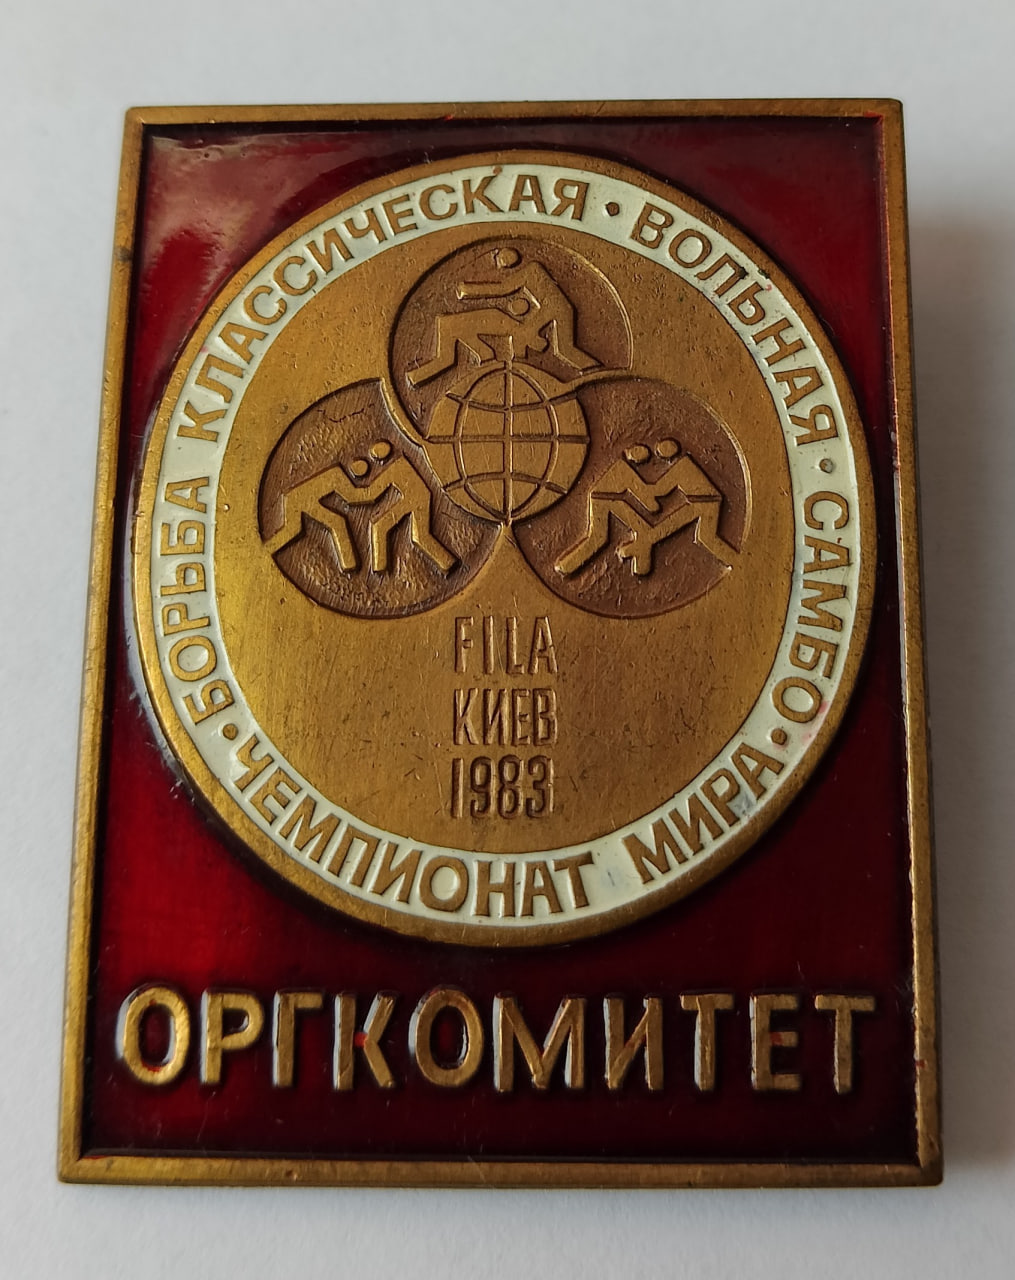 БОРЬБА КЛАССИЧЕСКАЯ · ВОЛЬНАЯ · САМБО ·
ЧЕМПИОНАТ МИРА ·
FILA
КИЕВ
1983
ОРГКОМИТЕТ